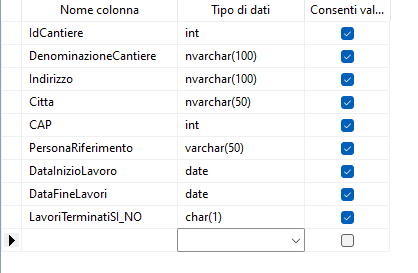 Nome colonna Tipo di dati Consenti val...
IdCantiere int
DenominazioneCantiere nvarchar(100)
Indirizzo nvarchar(100)
Citta nvarchar(50)
CAP int
PersonaRiferimento varchar(50)
DataInizioLavoro date
DataFineLavori date
LavoriTerminatiSI_NO char(1)